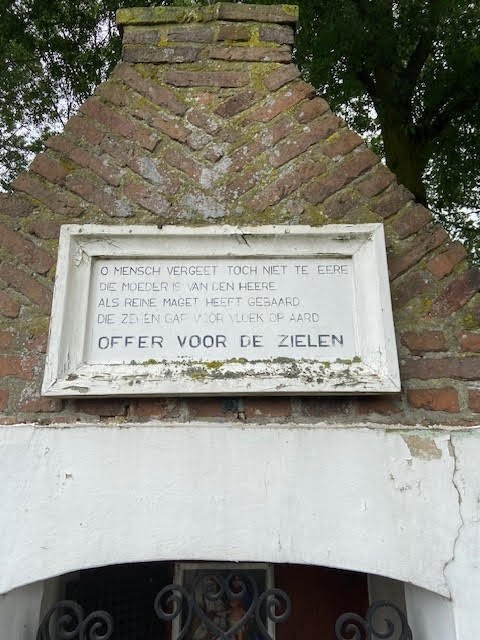 O MENSCH VERGEET TOCH NIET TE EERE
DIE MOEDER IS VAN DEN HEERE
ALS REINE MAGET HEEFT GEBAARD
DIE ZEGEN GAF VOOR VLOEK OP AARD
OFFER VOOR DE ZIELEN